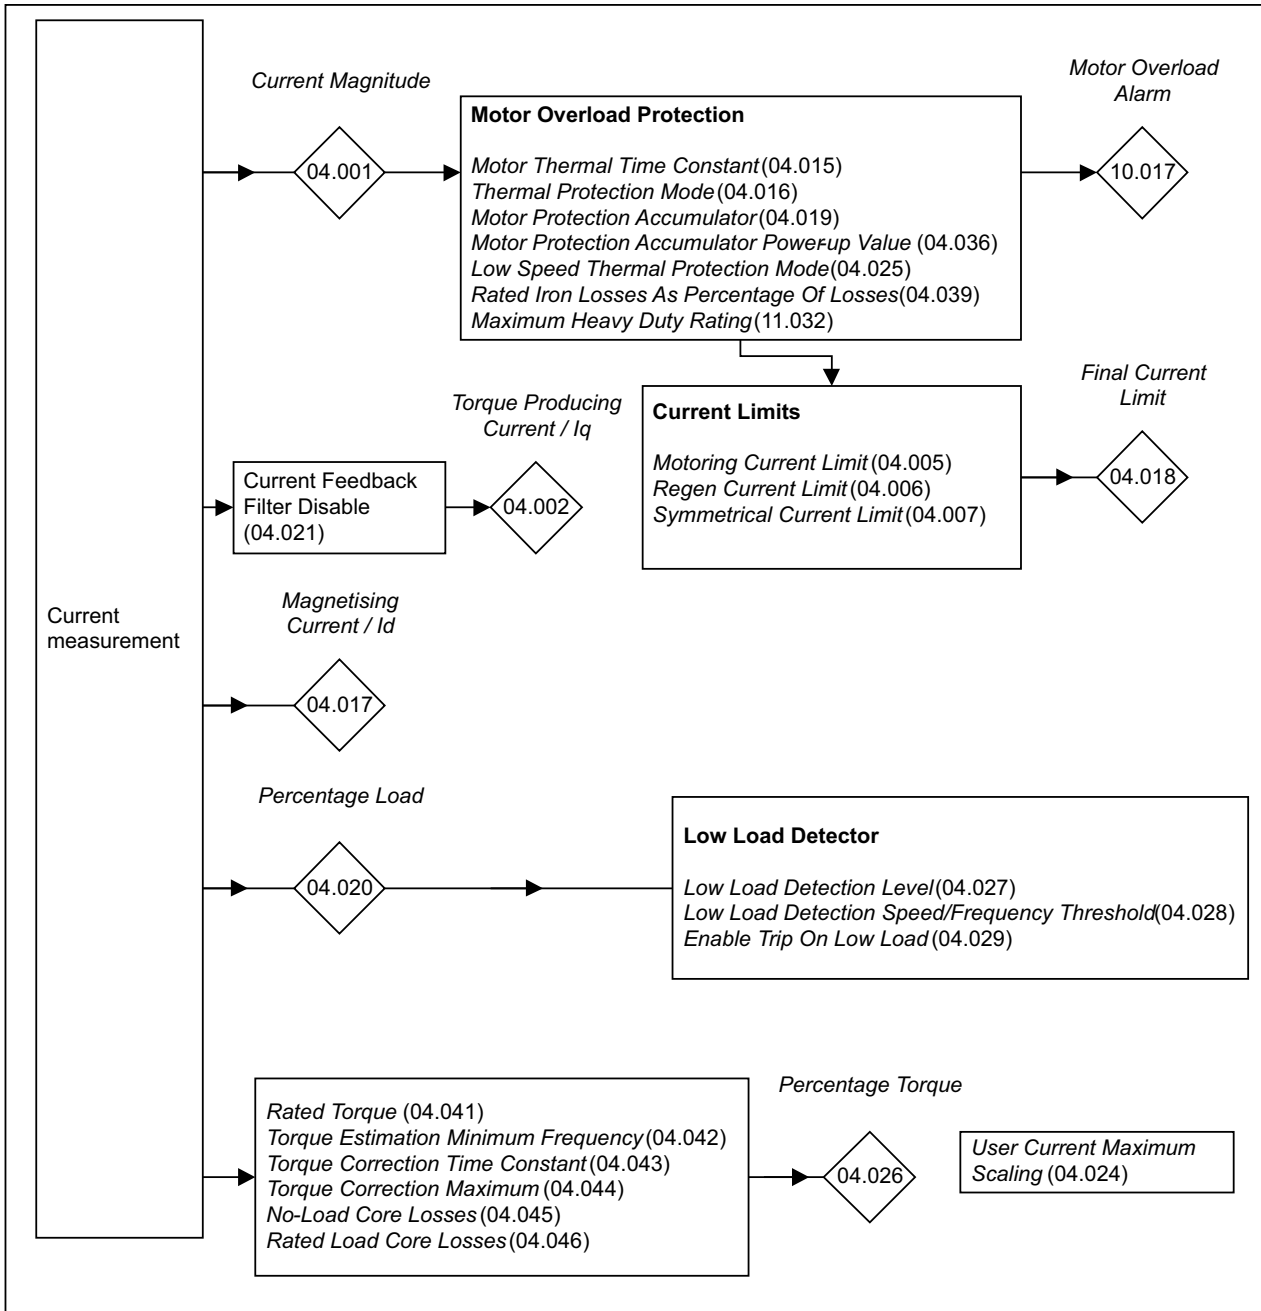 Current Magnitude
04.001
Motor Overload Protection
Motor Thermal Time Constant(04.015)
Thermal Protection Mode(04.016)
Motor Protection Accumulator(04.019)
Motor Protection Accumulator Power-up Value (04.036)
Low Speed Thermal Protection Mode(04.025)
Rated Iron Losses As Percentage Of Losses(04.039)
Maximum Heavy Duty Rating(11.032)
Motor Overload
Alarm
10.017
Current Limits
Motoring Current Limit(04.005)
Regen Current Limit(04.006)
Symmetrical Current Limit(04.007)
Final Current
Limit
04.018
Torque Producing
Current / Iq
Current Feedback
Filter Disable
(04.021)
04.002
Current
measurement
Magnetising
Current / Id
04.017
Percentage Load
04.020
Low Load Detector
Low Load Detection Level(04.027)
Low Load Detection Speed/Frequency Threshold(04.028)
Enable Trip On Low Load(04.029)
Rated Torque (04.041)
Torque Estimation Minimum Frequency(04.042)
Torque Correction Time Constant(04.043)
Torque Correction Maximum(04.044)
No-Load Core Losses(04.045)
Rated Load Core Losses(04.046)
Percentage Torque
04.026
User Current Maximum
Scaling (04.024)